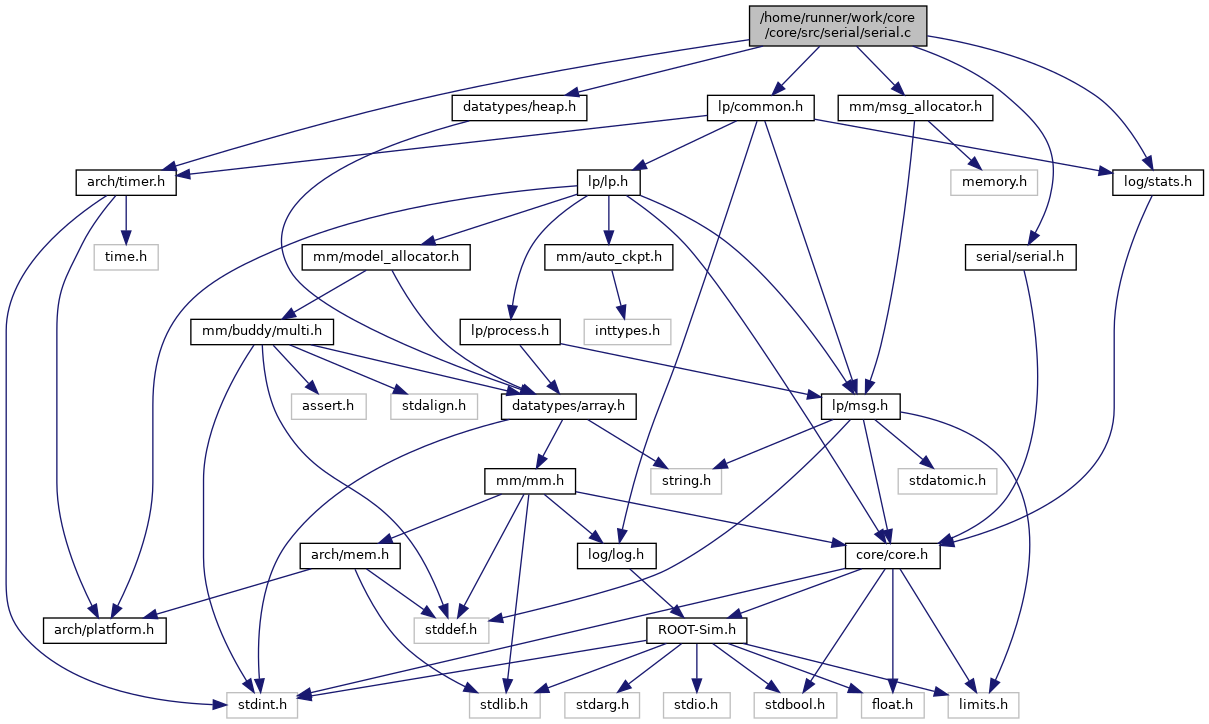 /home/runner/work/core
/core/src/serial/serial.c
datatypes/heap.h
lp/common.h
mm/msg_allocator.h
arch/timer.h
lp/lp.h
memory.h
log/stats.h
time.h
mm/model_allocator.h
mm/auto_ckpt.h
serial/serial.h
mm/buddy/multi.h
lp/process.h
inttypes.h
assert.h
stdalign.h
datatypes/array.h
lp/msg.h
mm/mm.h
string.h
stdatomic.h
arch/mem.h
log/log.h
core/core.h
arch/platform.h
stddef.h
ROOT-Sim.h
stdint.h
stdlib.h
stdarg.h
stdio.h
stdbool.h
float.h
limits.h